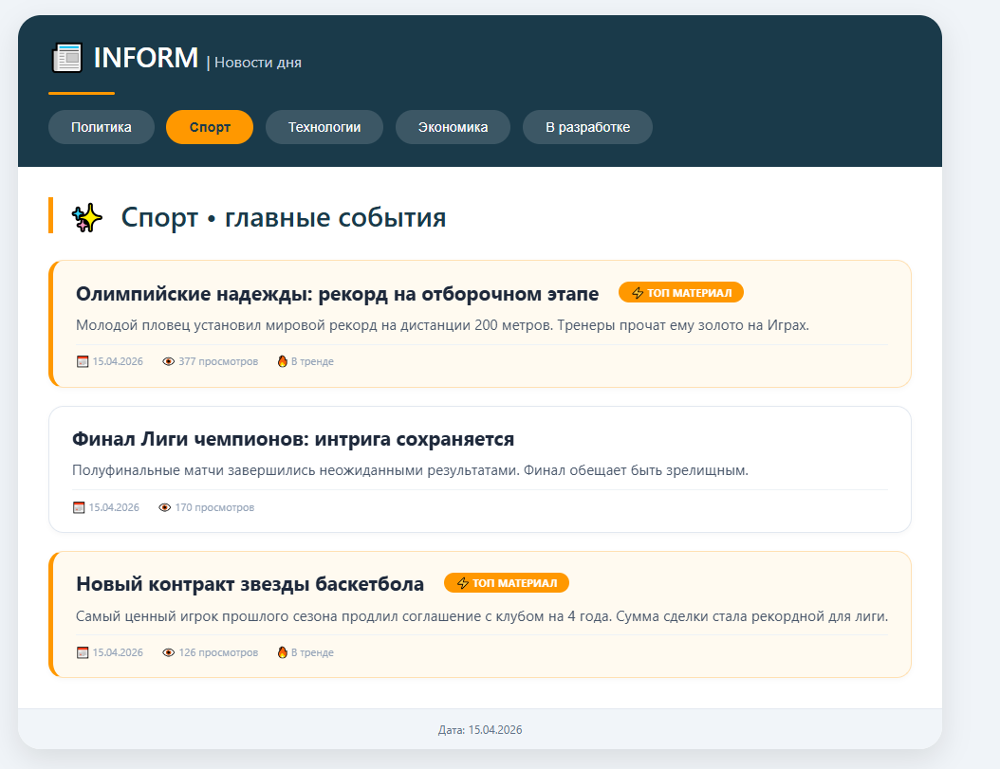 INFORM | Новости дня
Политика Спорт Технологии Экономика В разработке
Спорт • главные события
Олимпийские надежды: рекорд на отборочном этапе ТОП МАТЕРИАЛ
Молодой пловец установил мировой рекорд на дистанции 200 метров. Тренеры прочат ему золото на Играх.
15.04.2026 377 просмотров В тренде
Финал Лиги чемпионов: интрига сохраняется
Полуфинальные матчи завершились неожиданными результатами. Финал обещает быть зрелищным.
15.04.2026 170 просмотров
Новый контракт звезды баскетбола ТОП МАТЕРИАЛ
Самый ценный игрок прошлого сезона продлил соглашение с клубом на 4 года. Сумма сделки стала рекордной для лиги.
15.04.2026 126 просмотров В тренде
Дата: 15.04.2026